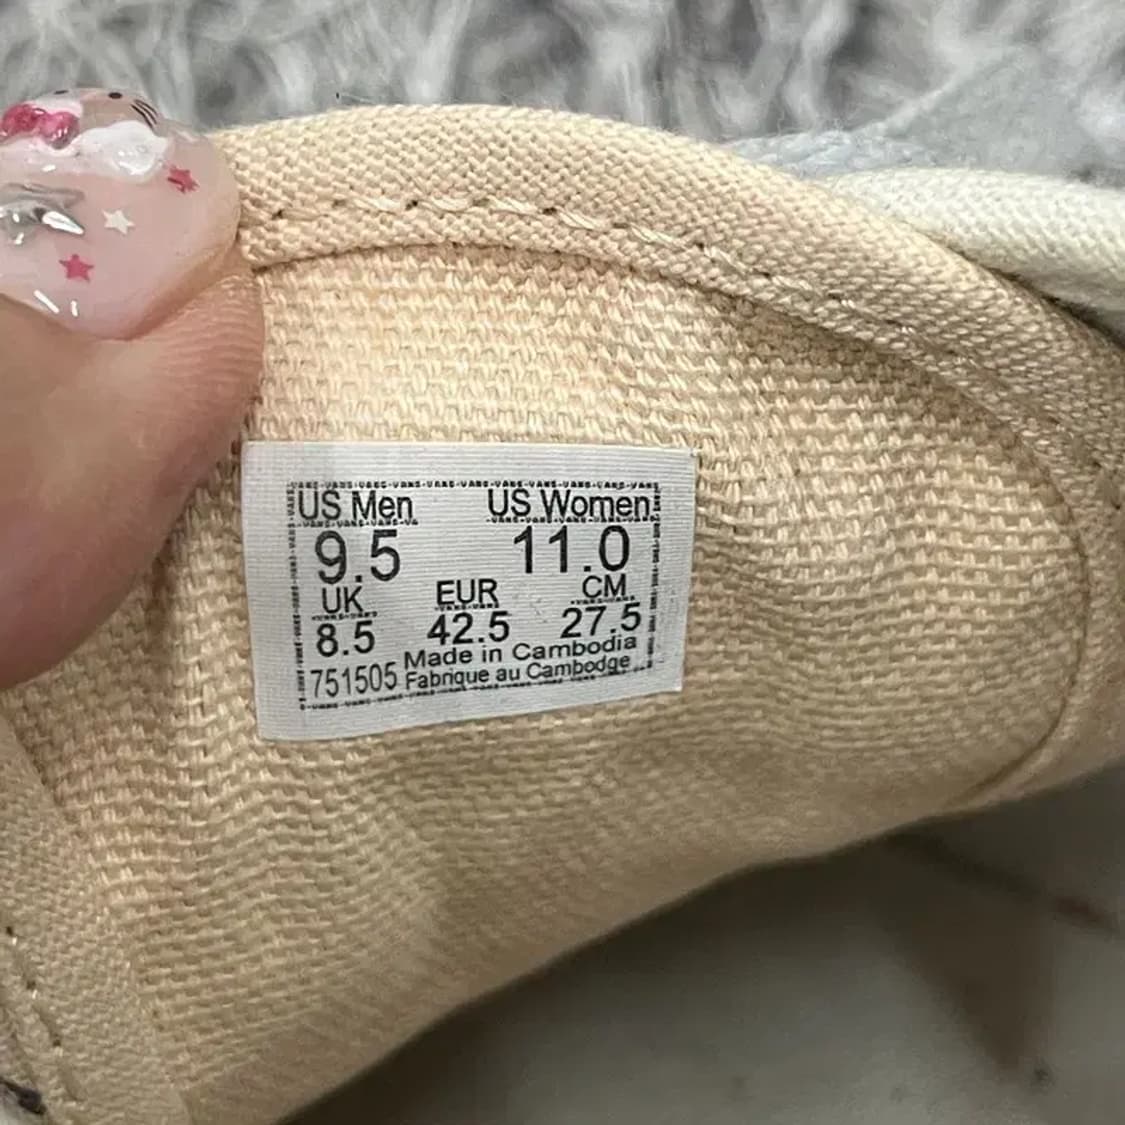 US Men US Women
9.5 11.0
UK EUR CM
8.5 42.5 27.5
751505 Made in Cambodia
Fabriqué au Cambodge